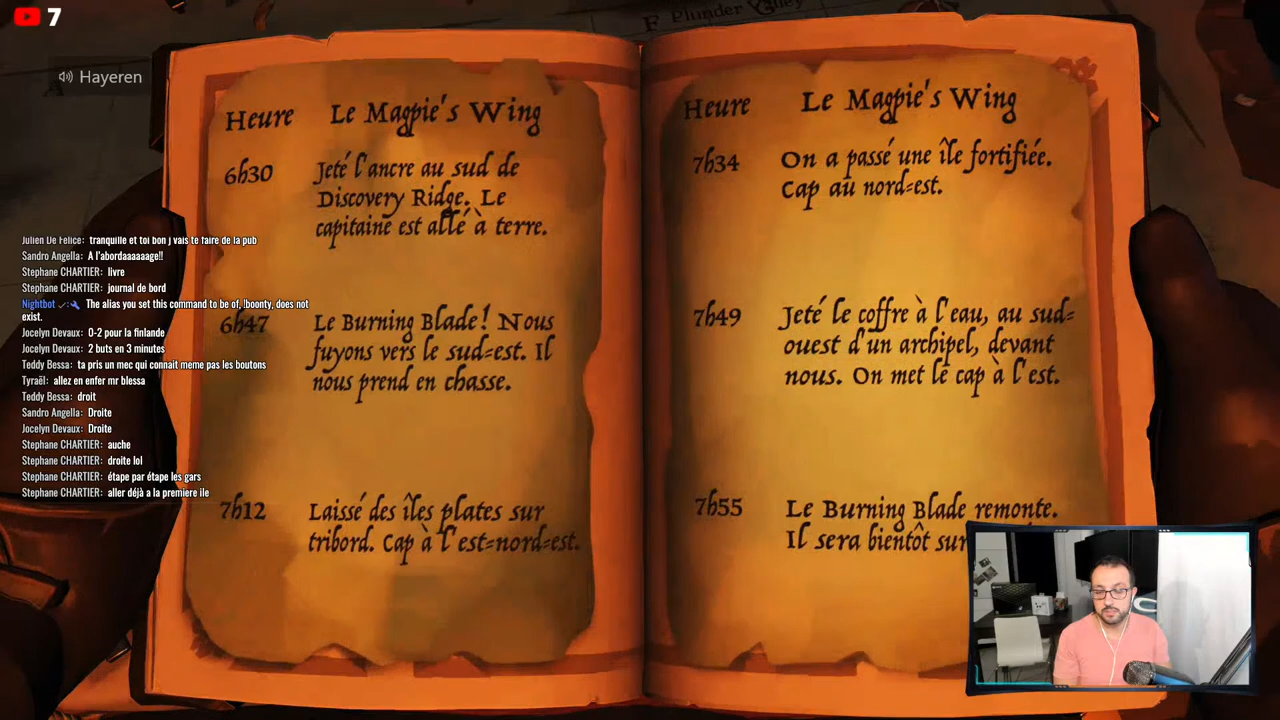 7
F Plunder Valley
Hayeren
Heure Le Magpie's Wing
6h30 Jeté l'ancre au sud de
Discovery Ridge. Le
capitaine est allé à terre.
6h47 Le Burning Blade! Nous
fuyons vers le sud-est. Il
nous prend en chasse.
7h12 Laissé des îles plates sur
tribord. Cap à l'est-nord-est.
Heure Le Magpie's Wing
7h34 On a passé une île fortifiée.
Cap au nord-est.
7h49 Jeté le coffre à l'eau, au sud-
ouest d'un archipel, devant
nous. On met le cap à l'est.
7h55 Le Burning Blade remonte.
Il sera bientôt sur
Julien De Felice: tranquille et toi bon j vais te faire de la pub
Sandro Angella: A l'abordaaaaaage!!
Stephane CHARTIER: livre
Stephane CHARTIER: journal de bord
Nightbot: The alias you set this command to be of, !boonty, does not
exist.
Jocelyn Devaux: 0-2 pour la finlande
Jocelyn Devaux: 2 buts en 3 minutes
Teddy Bessa: ta pris un mec qui connait meme pas les boutons
Tyraël: allez en enfer mr blessa
Teddy Bessa: droit
Sandro Angella: Droite
Jocelyn Devaux: Droite
Stephane CHARTIER: auche
Stephane CHARTIER: droite lol
Stephane CHARTIER: étape par étape les gars
Stephane CHARTIER: aller déjà a la premiere ile